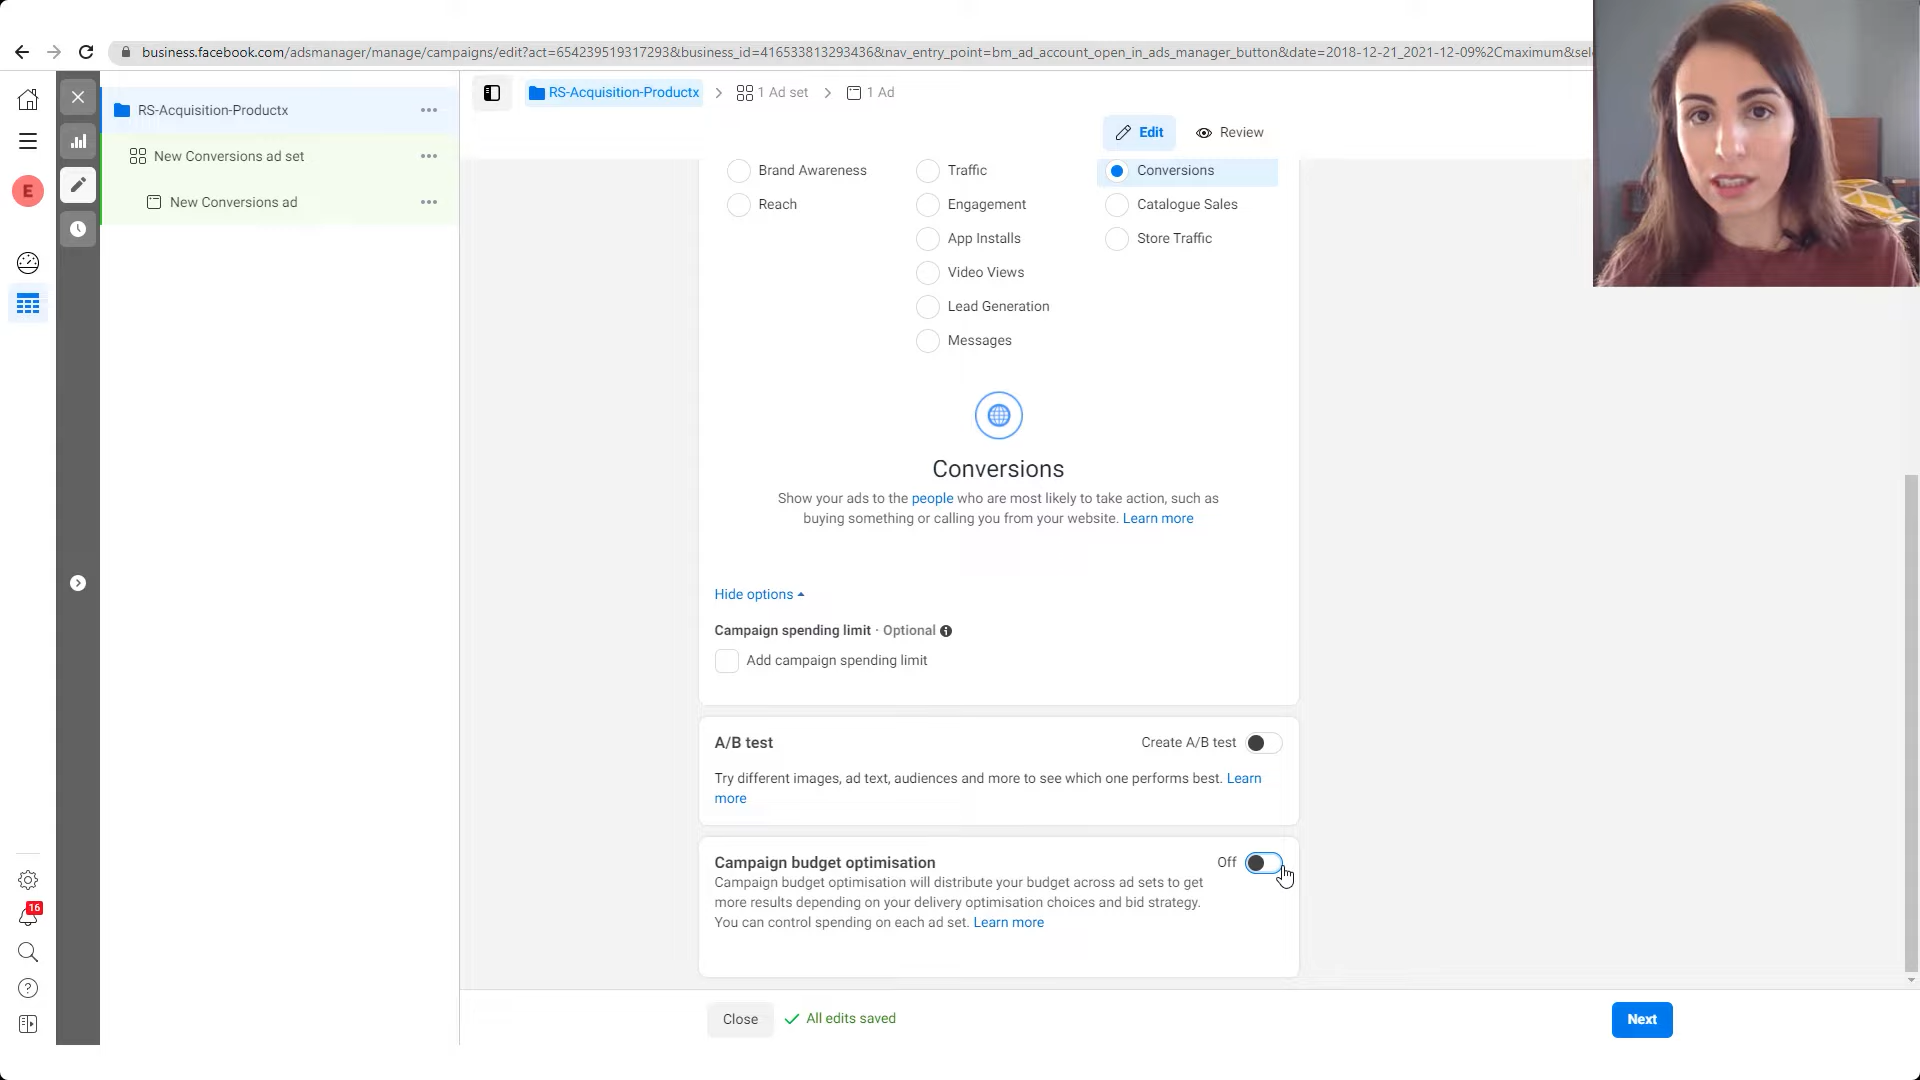 business.facebook.com/adsmanager/manage/campaigns/edit?act=654239519317293&business_id=416533813293436&nav_entry_point=bm_ad_account_open_in_ads_manager_button&date=2018-12-21_2021-12-09%2Cmaximum&sel
RS-Acquisition-Productx
New Conversions ad set
New Conversions ad
E
16
RS-Acquisition-Productx
1 Ad set
1 Ad
Edit
Review
Brand Awareness
Reach
Traffic
Engagement
App Installs
Video Views
Lead Generation
Messages
Conversions
Catalogue Sales
Store Traffic
Conversions
Show your ads to the people who are most likely to take action, such as
buying something or calling you from your website. Learn more
Hide options
Campaign spending limit · Optional
Add campaign spending limit
A/B test
Create A/B test
Try different images, ad text, audiences and more to see which one performs best. Learn
more
Campaign budget optimisation
Off
Campaign budget optimisation will distribute your budget across ad sets to get
more results depending on your delivery optimisation choices and bid strategy.
You can control spending on each ad set. Learn more
Close
All edits saved
Next